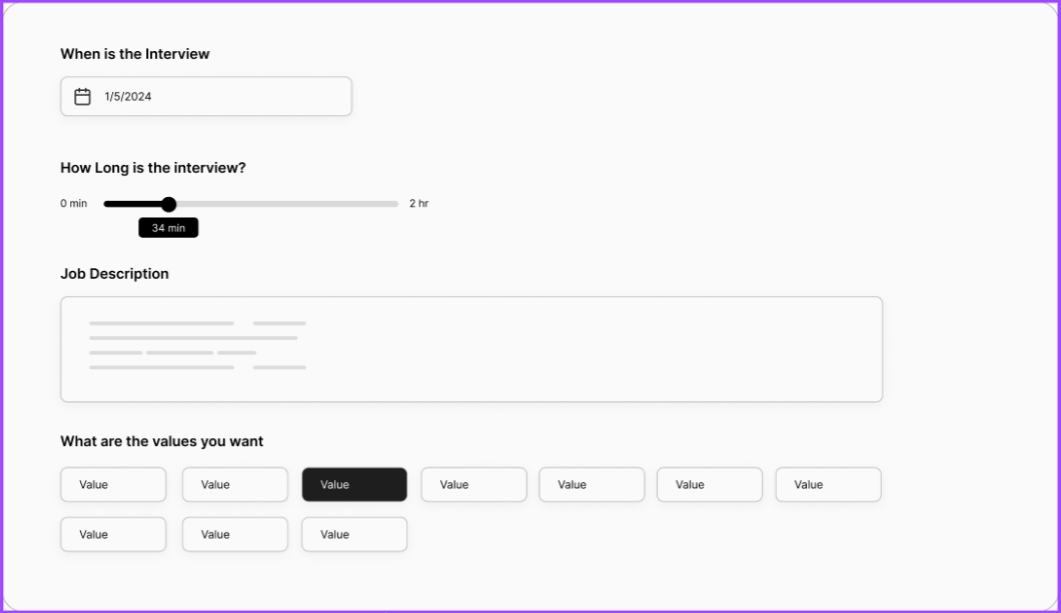 When is the Interview
1/5/2024
How Long is the interview?
0 min
2 hr
34 min
Job Description
What are the values you want
Value Value Value Value Value Value Value
Value Value Value